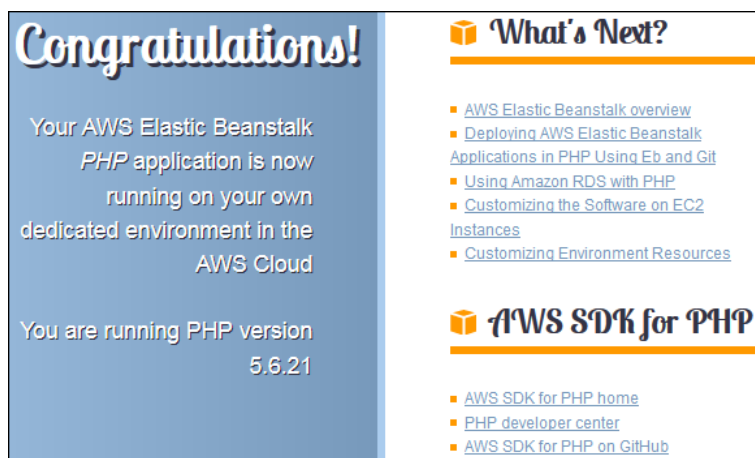 Congratulations!
Your AWS Elastic Beanstalk
PHP application is now
running on your own
dedicated environment in the
AWS Cloud
You are running PHP version
5.6.21
What's Next?
AWS Elastic Beanstalk overview
Deploying AWS Elastic Beanstalk
Applications in PHP Using Eb and Git
Using Amazon RDS with PHP
Customizing the Software on EC2
Instances
Customizing Environment Resources
AWS SDK for PHP
AWS SDK for PHP home
PHP developer center
AWS SDK for PHP on GitHub